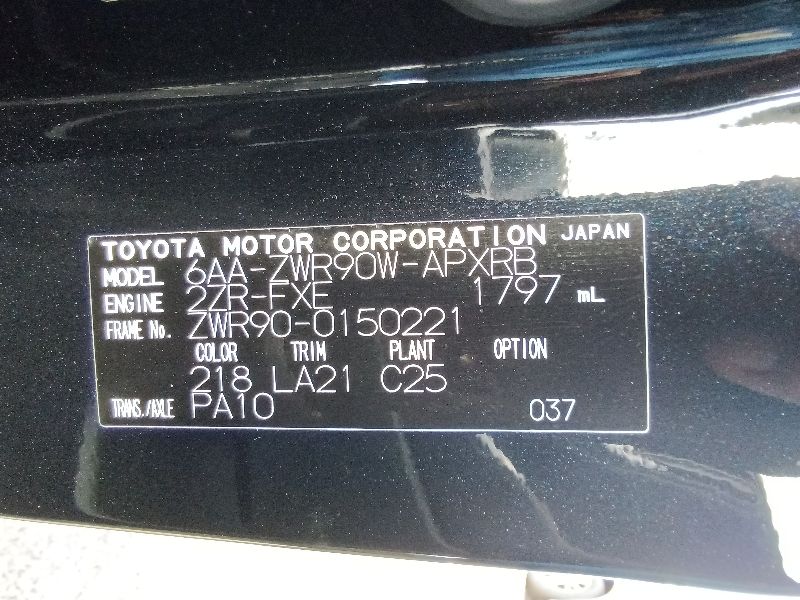 TOYOTA MOTOR CORPORATION JAPAN
MODEL 6AA-ZWR90W-APXRB
ENGINE 2ZR-FXE 1797 mL
FRAME No. ZWR90-0150221
COLOR TRIM PLANT OPTION
218 LA21 C25
TRANS./AXLE PA10 037